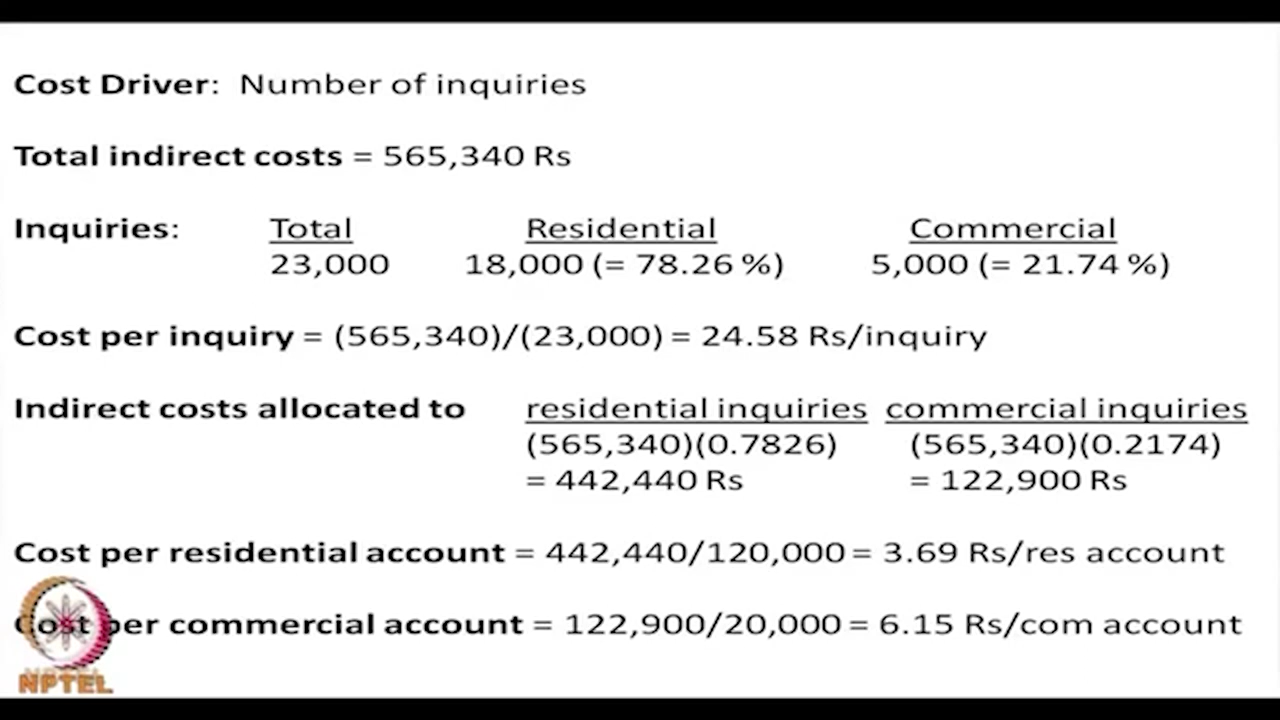 Cost Driver: Number of inquiries
Total indirect costs = 565,340 Rs
Inquiries: Total Residential Commercial
23,000 18,000 (= 78.26 %) 5,000 (= 21.74 %)
Cost per inquiry = (565,340)/(23,000) = 24.58 Rs/inquiry
Indirect costs allocated to residential inquiries commercial inquiries
(565,340)(0.7826) (565,340)(0.2174)
= 442,440 Rs = 122,900 Rs
Cost per residential account = 442,440/120,000 = 3.69 Rs/res account
Cost per commercial account = 122,900/20,000 = 6.15 Rs/com account
NPTEL